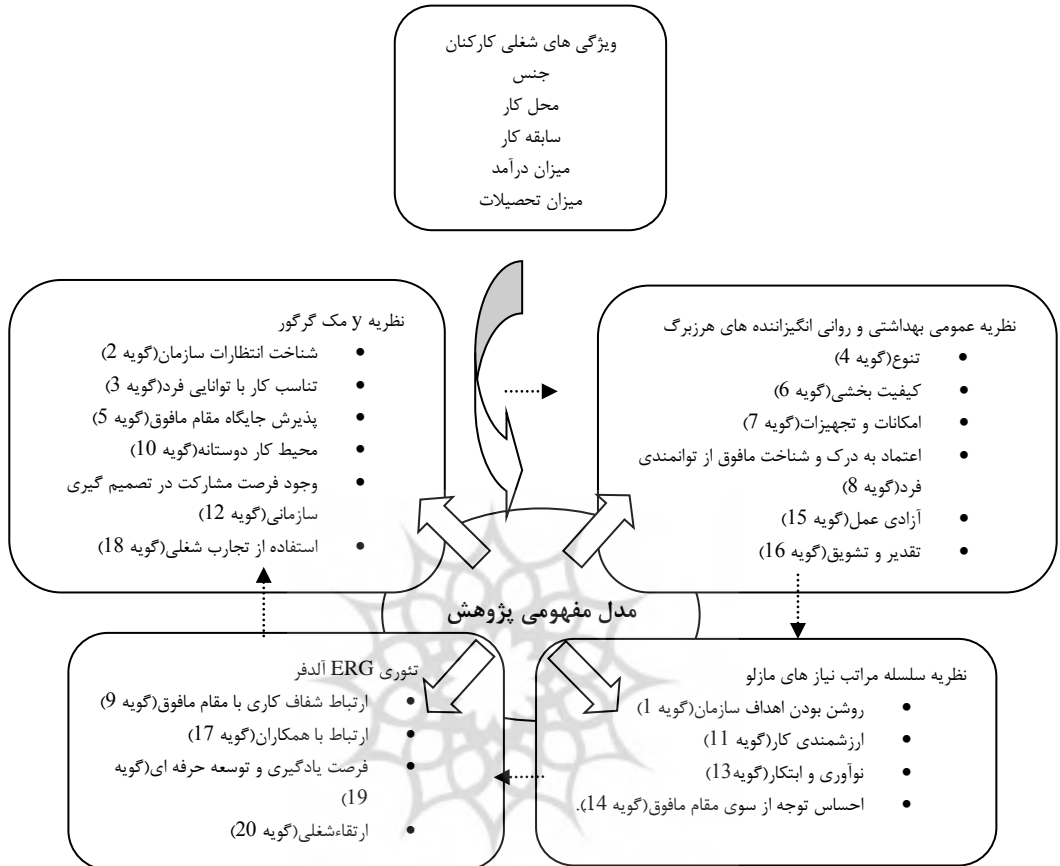 ویژگی های شغلی کارکنان
جنس
محل کار
سابقه کار
میزان درآمد
میزان تحصیلات
نظریه عمومی بهداشتی و روانی انگیزاننده های هرزبرگ
• تنوع(گویه 4)
• کیفیت بخشی(گویه 6)
• امکانات و تجهیزات(گویه 7)
• اعتماد به درک و شناخت مافوق از توانمندی
فرد(گویه 8)
• آزادی عمل(گویه 15)
• تقدیر و تشویق(گویه 16)
نظریه y مک گرگور
• شناخت انتظارات سازمان(گویه 2)
• تناسب کار با توانایی فرد(گویه 3)
• پذیرش جایگاه مقام مافوق(گویه 5)
• محیط کار دوستانه(گویه 10)
• وجود فرصت مشارکت در تصمیم گیری
سازمانی(گویه 12)
• استفاده از تجارب شغلی(گویه 18)
مدل مفهومی پژوهش
نظریه سلسله مراتب نیاز های مازلو
• روشن بودن اهداف سازمان(گویه 1)
• ارزشمندی کار(گویه 11)
• نوآوری و ابتکار(گویه13)
• احساس توجه از سوی مقام مافوق(گویه 14).
تئوری ERG آلدفر
• ارتباط شفاف کاری با مقام مافوق(گویه 9)
• ارتباط با همکاران(گویه 17)
• فرصت یادگیری و توسعه حرفه ای(گویه
19)
• ارتقاءشغلی(گویه 20)